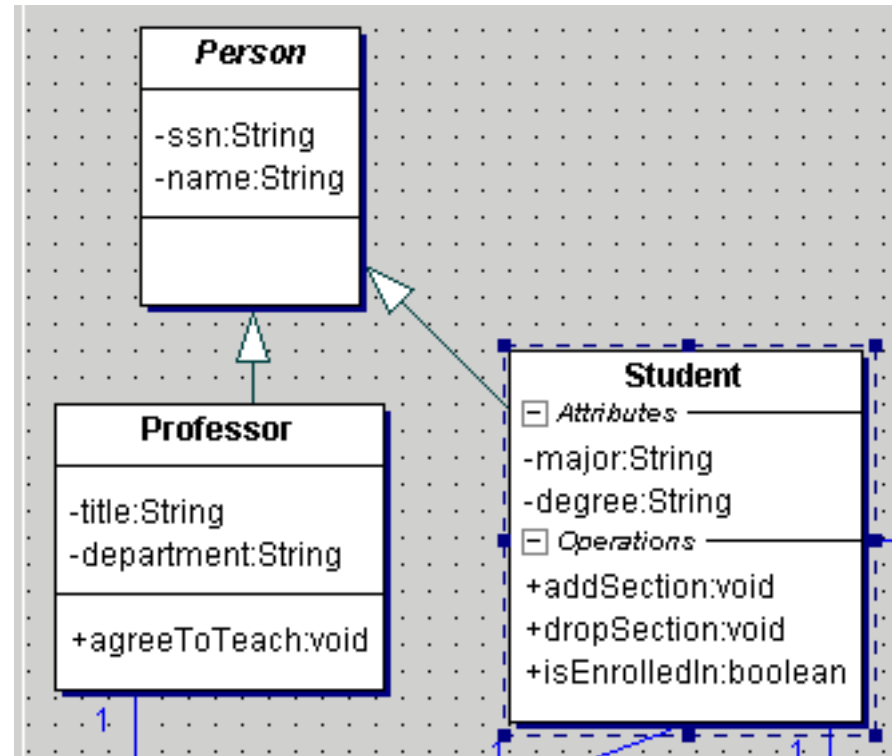 Person
-ssn:String
-name:String
Professor
-title:String
-department:String
+agreeToTeach:void
1
Student
Attributes
-major:String
-degree:String
Operations
+addSection:void
+dropSection:void
+isEnrolledIn:boolean
1
1